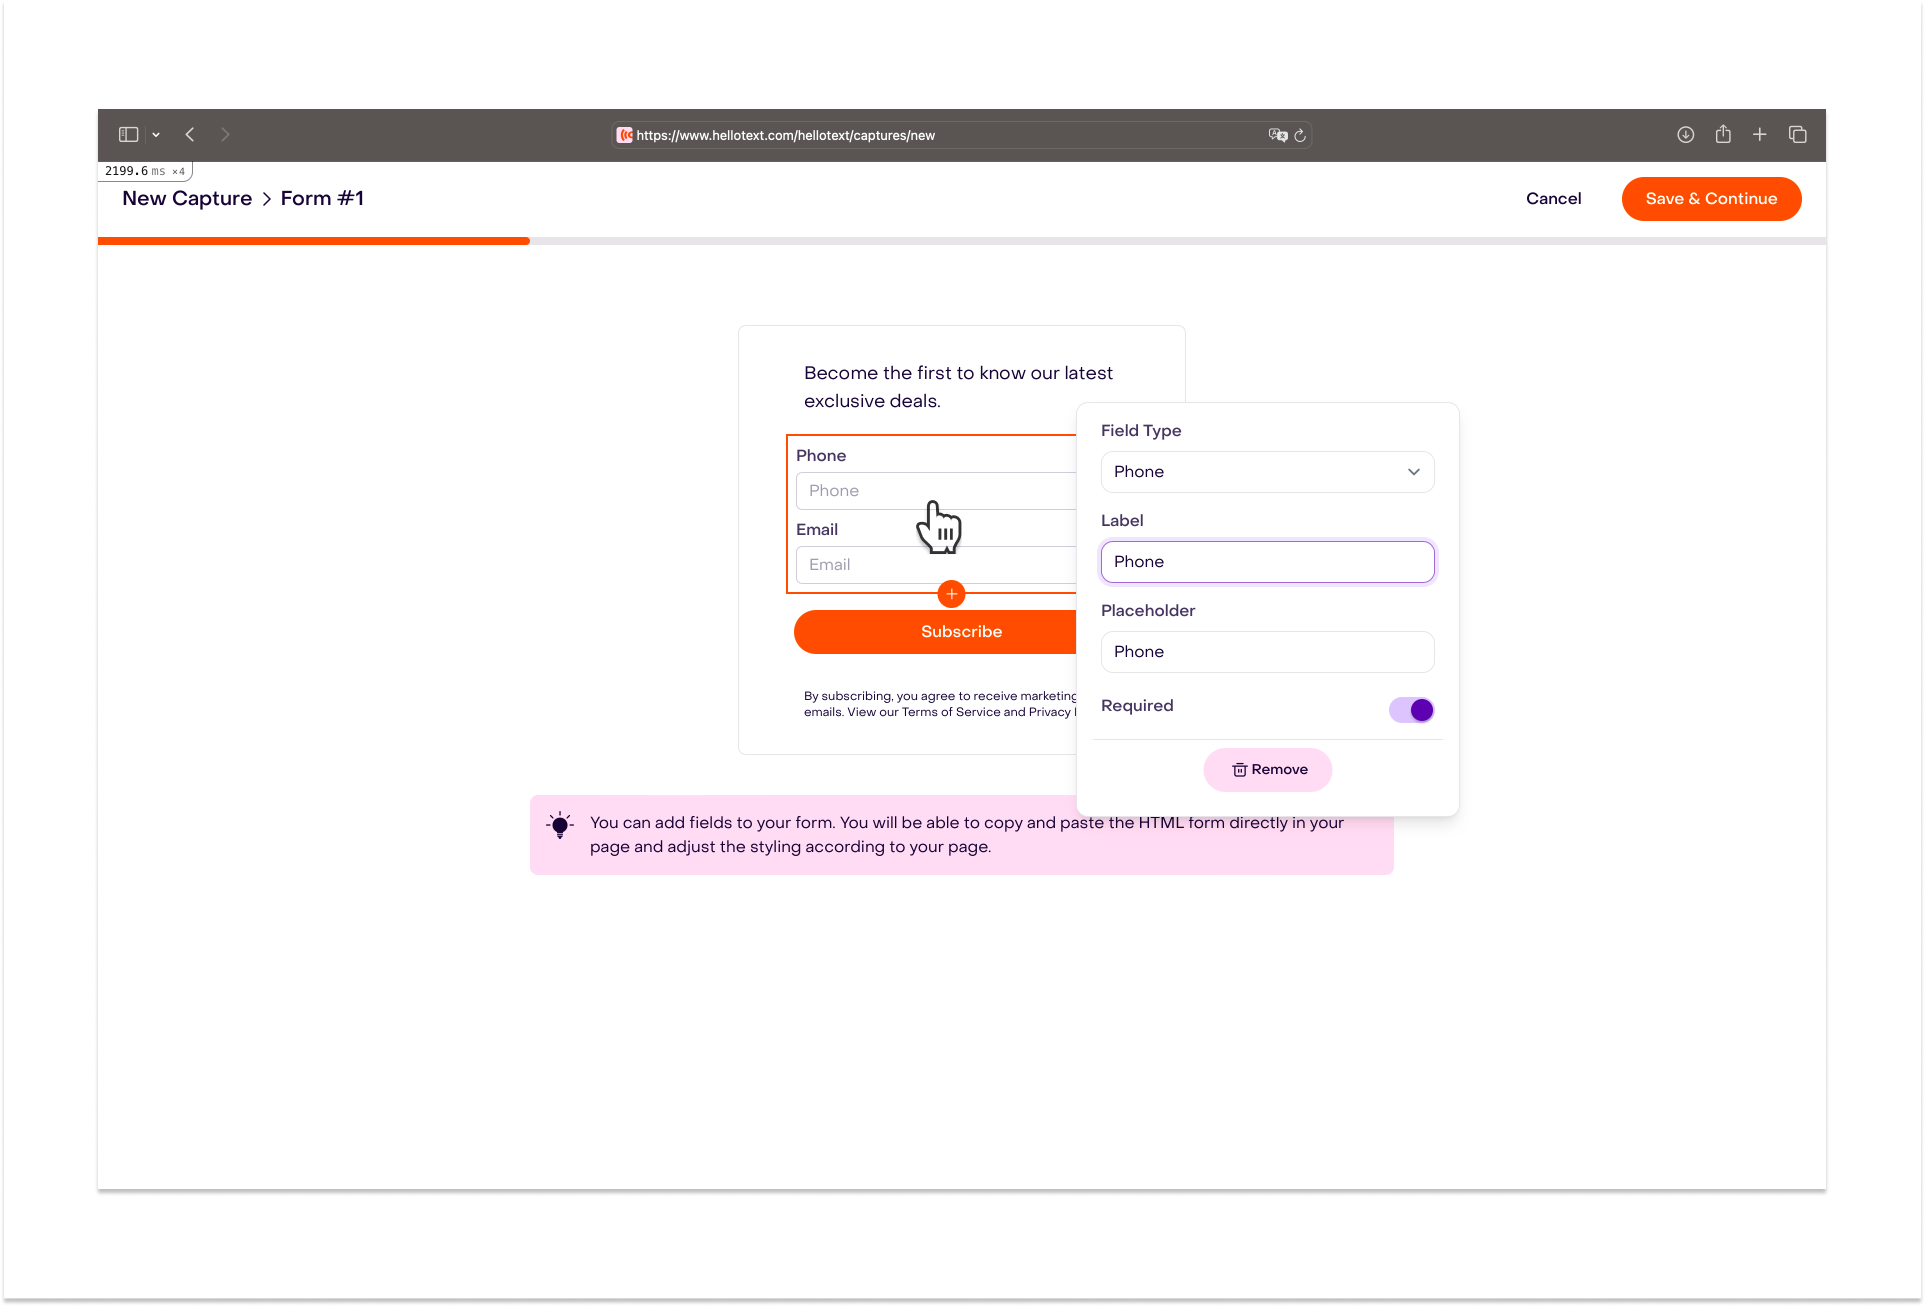 https://www.hellotext.com/hellotext/captures/new
2199.6 ms ×4
New Capture > Form #1
Cancel
Save & Continue
Become the first to know our latest
exclusive deals.
Phone
Phone
Email
Email
Subscribe
By subscribing, you agree to receive marketing
emails. View our Terms of Service and Privacy
Field Type
Phone
Label
Phone
Placeholder
Phone
Required
Remove
You can add fields to your form. You will be able to copy and paste the HTML form directly in your
page and adjust the styling according to your page.